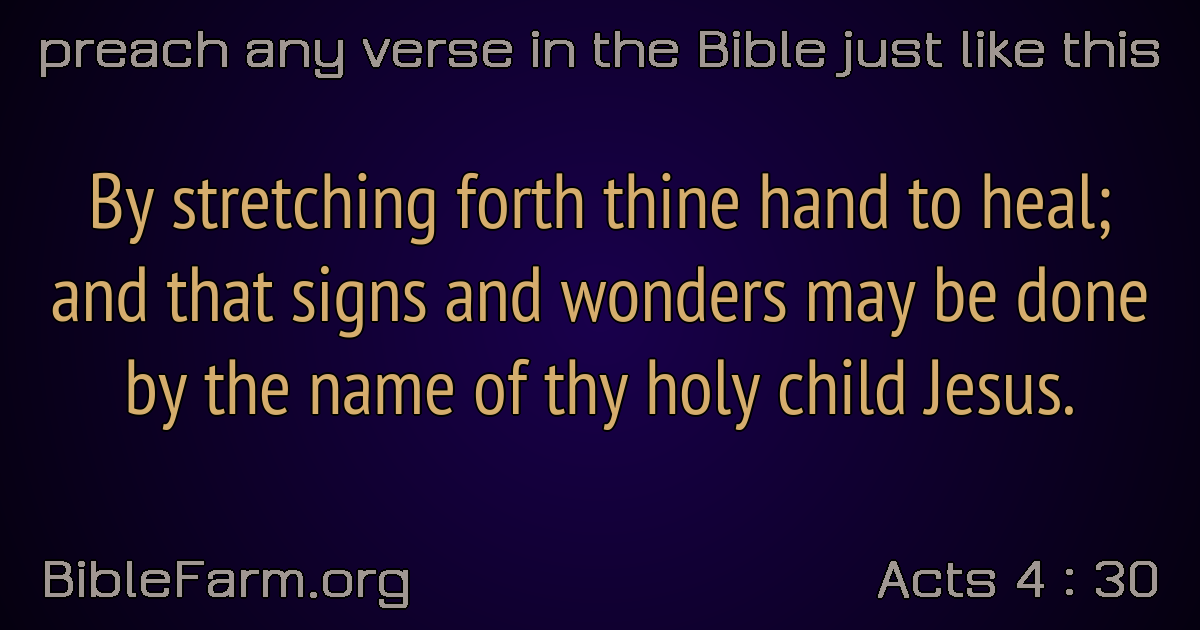 preach any verse in the Bible just like this
By stretching forth thine hand to heal;
and that signs and wonders may be done
by the name of thy holy child Jesus.
BibleFarm.org
Acts 4 : 30